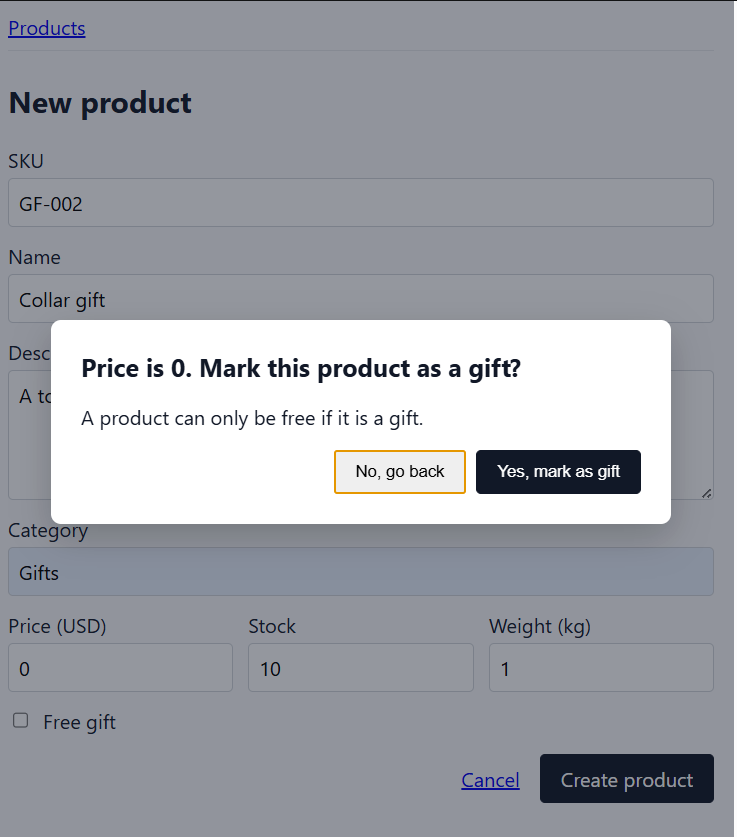 Products
New product
SKU
GF-002
Name
Collar gift
Price is 0. Mark this product as a gift?
A product can only be free if it is a gift.
No, go back
Yes, mark as gift
Category
Gifts
Price (USD)
Stock
Weight (kg)
0
10
1
Free gift
Cancel
Create product